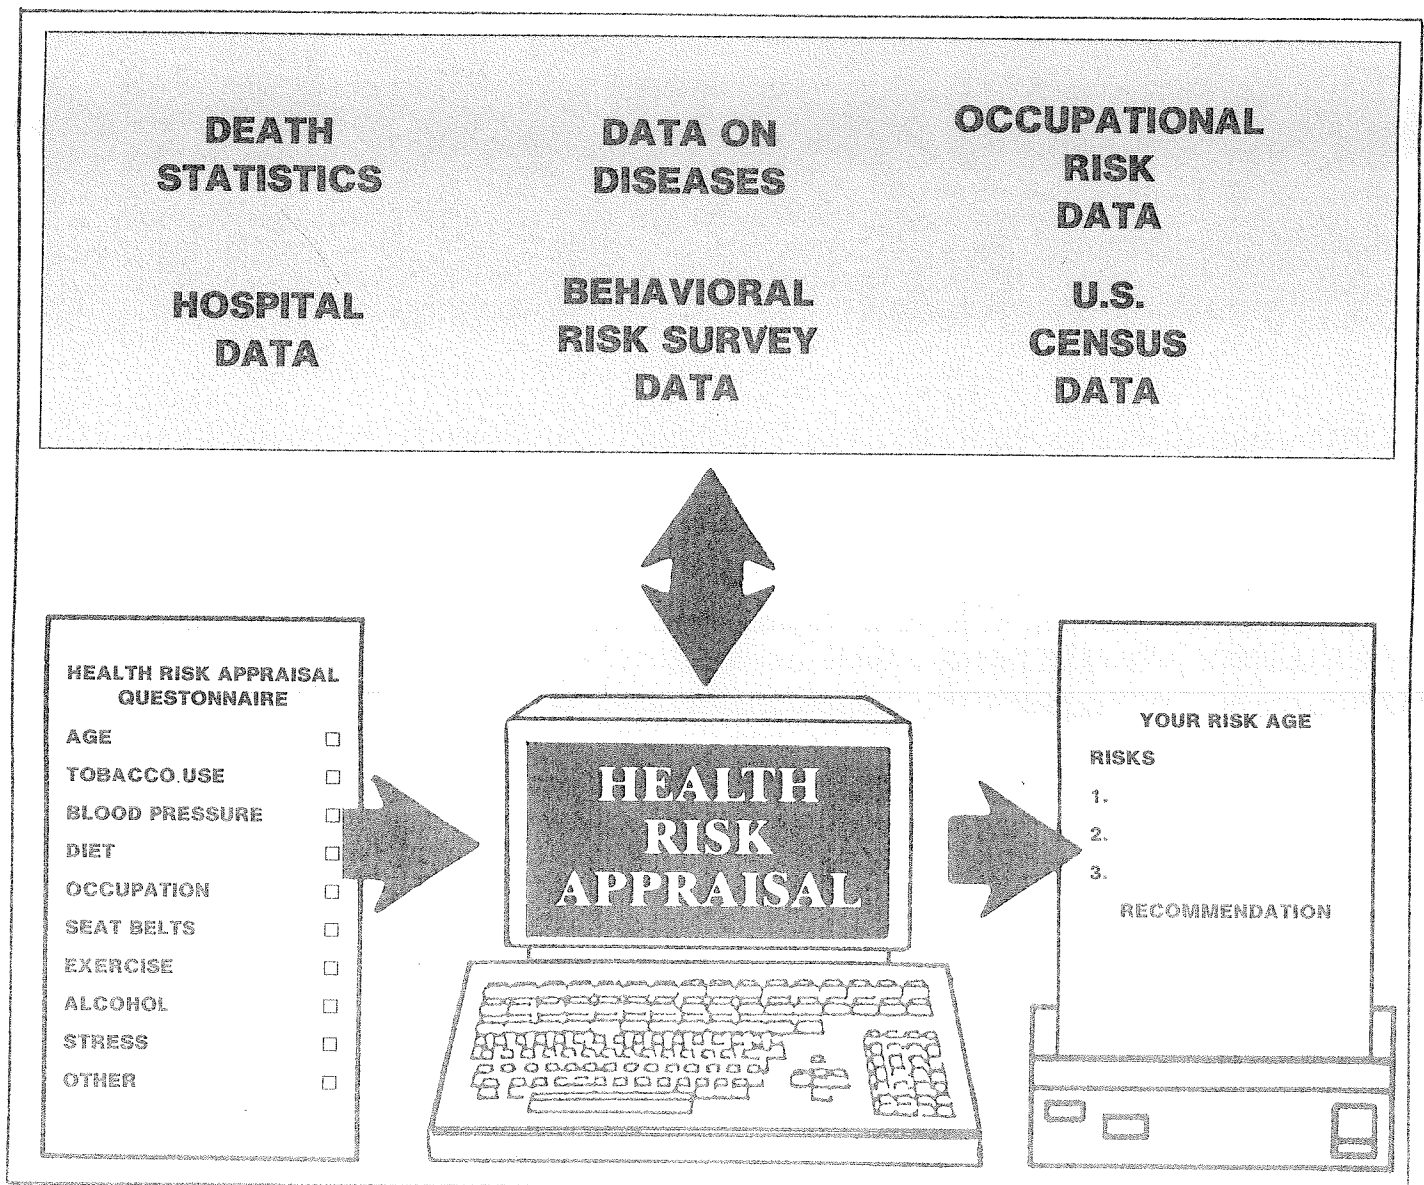 DEATH
STATISTICS
DATA ON
DISEASES
OCCUPATIONAL
RISK
DATA
HOSPITAL
DATA
BEHAVIORAL
RISK SURVEY
DATA
U.S.
CENSUS
DATA
HEALTH RISK APPRAISAL
QUESTONNAIRE
AGE
TOBACCO.USE
BLOOD PRESSURE
DIET
OCCUPATION
SEAT BELTS
EXERCISE
ALCOHOL
STRESS
OTHER
HEALTH
RISK
APPRAISAL
YOUR RISK AGE
RISKS
1.
2.
3.
RECOMMENDATION